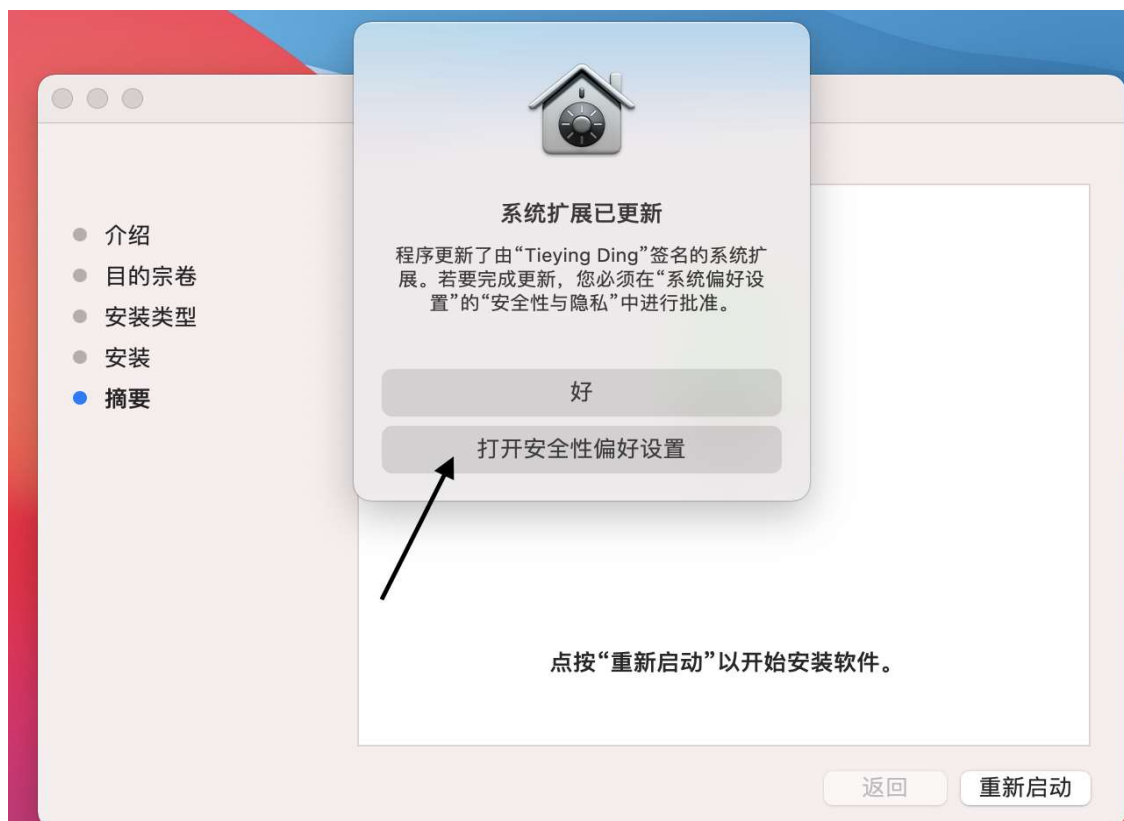 系统扩展已更新
程序更新了由“Tieying Ding”签名的系统扩
展。若要完成更新，您必须在“系统偏好设
置”的“安全性与隐私”中进行批准。
好
打开安全性偏好设置
介绍
目的宗卷
安装类型
安装
摘要
点按“重新启动”以开始安装软件。
返回
重新启动